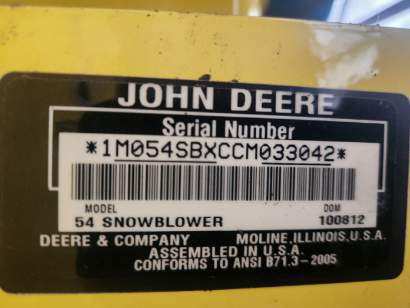 JOHN DEERE
Serial Number
*1M054SBXCCM033042*
MODEL DOM
54 SNOWBLOWER 100812
DEERE & COMPANY MOLINE, ILLINOIS, U.S.A.
ASSEMBLED IN U.S.A.
CONFORMS TO ANSI B71.3-2005